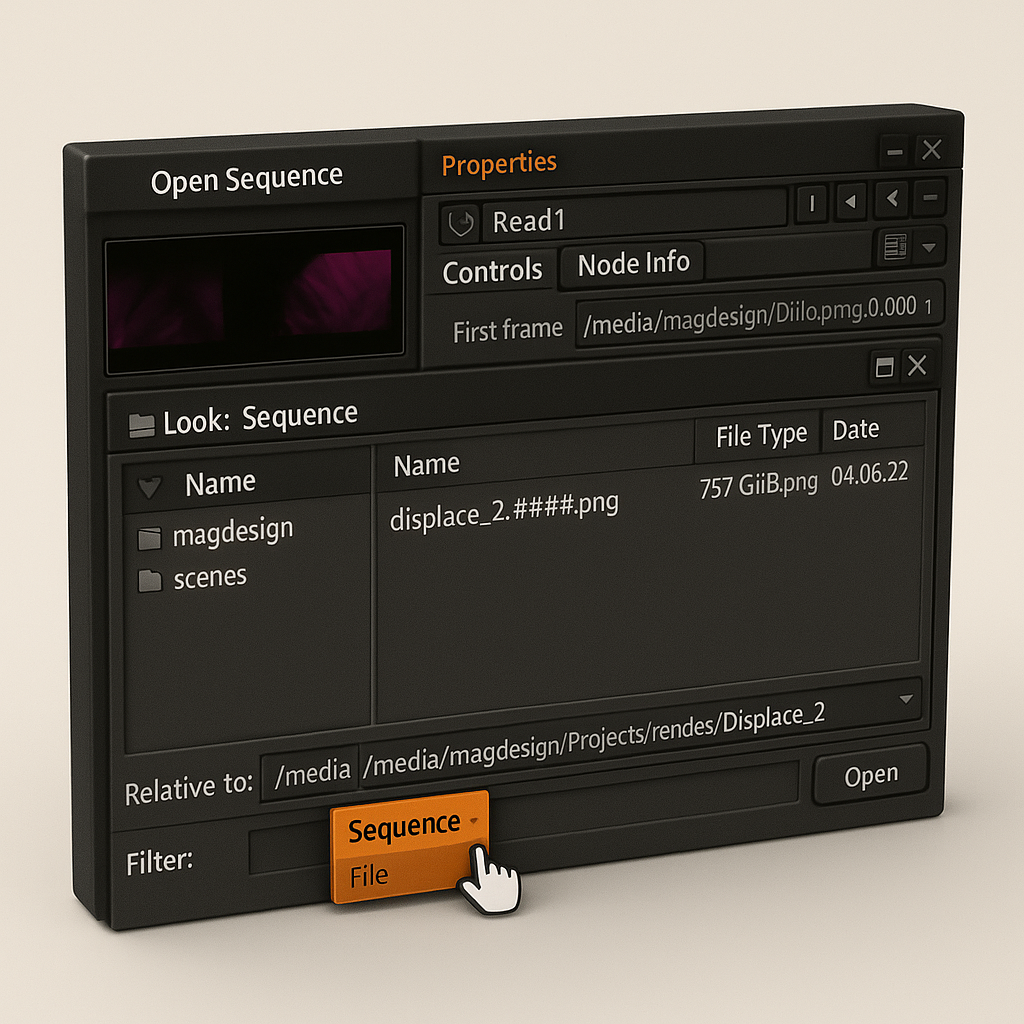 Open Sequence
Properties
Read1
Controls
Node Info
First frame
/media/magdesign/Diilo.pmg.0.000 1
Look: Sequence
Name
magdesign
scenes
Name
File Type
Date
displace_2.####.png
757 GiiB.png
04.06.22
Relative to:
/media
/media/magdesign/Projects/rendes/Displace_2
Open
Filter:
Sequence
File